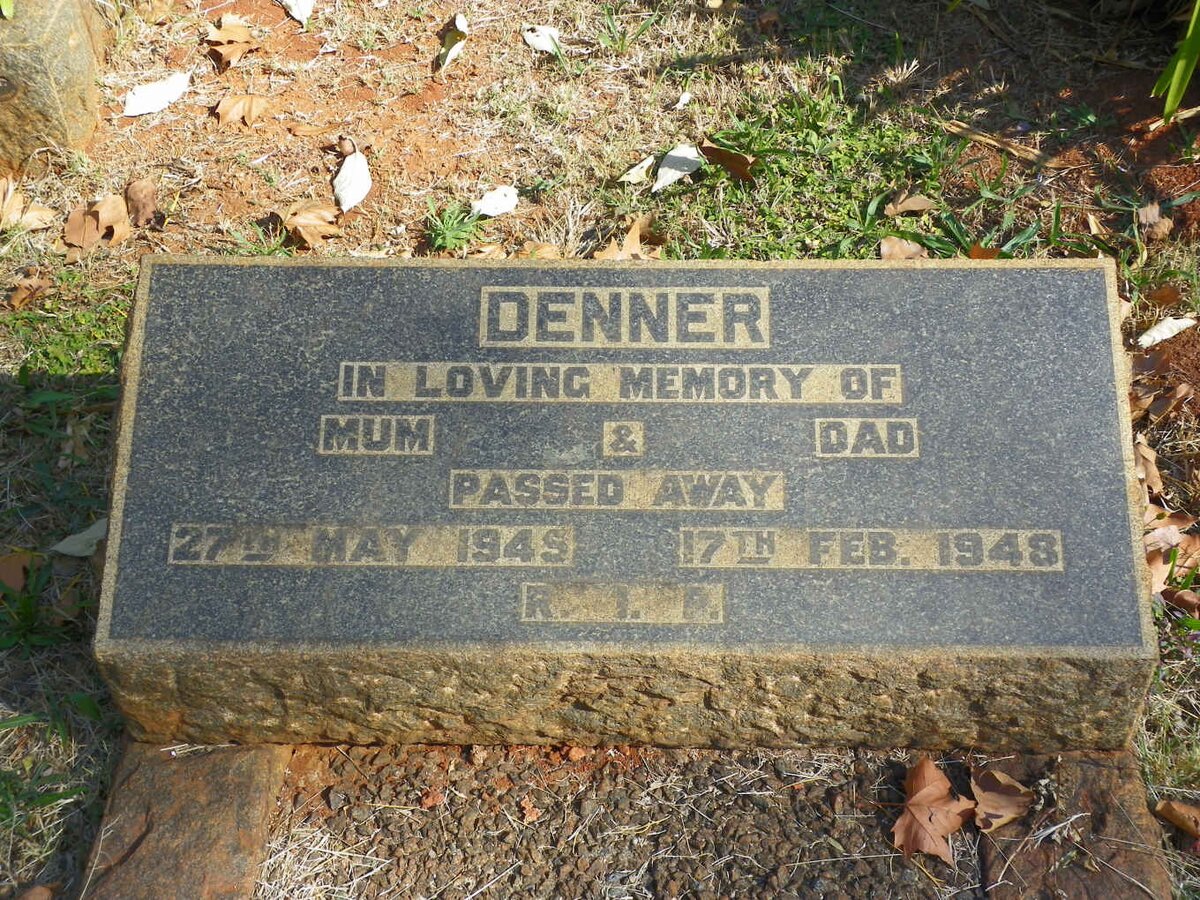 DENNER
IN LOVING MEMORY OF
MUM & DAD
PASSED AWAY
27TH MAY 1945 17TH FEB. 1948
R. I. P.